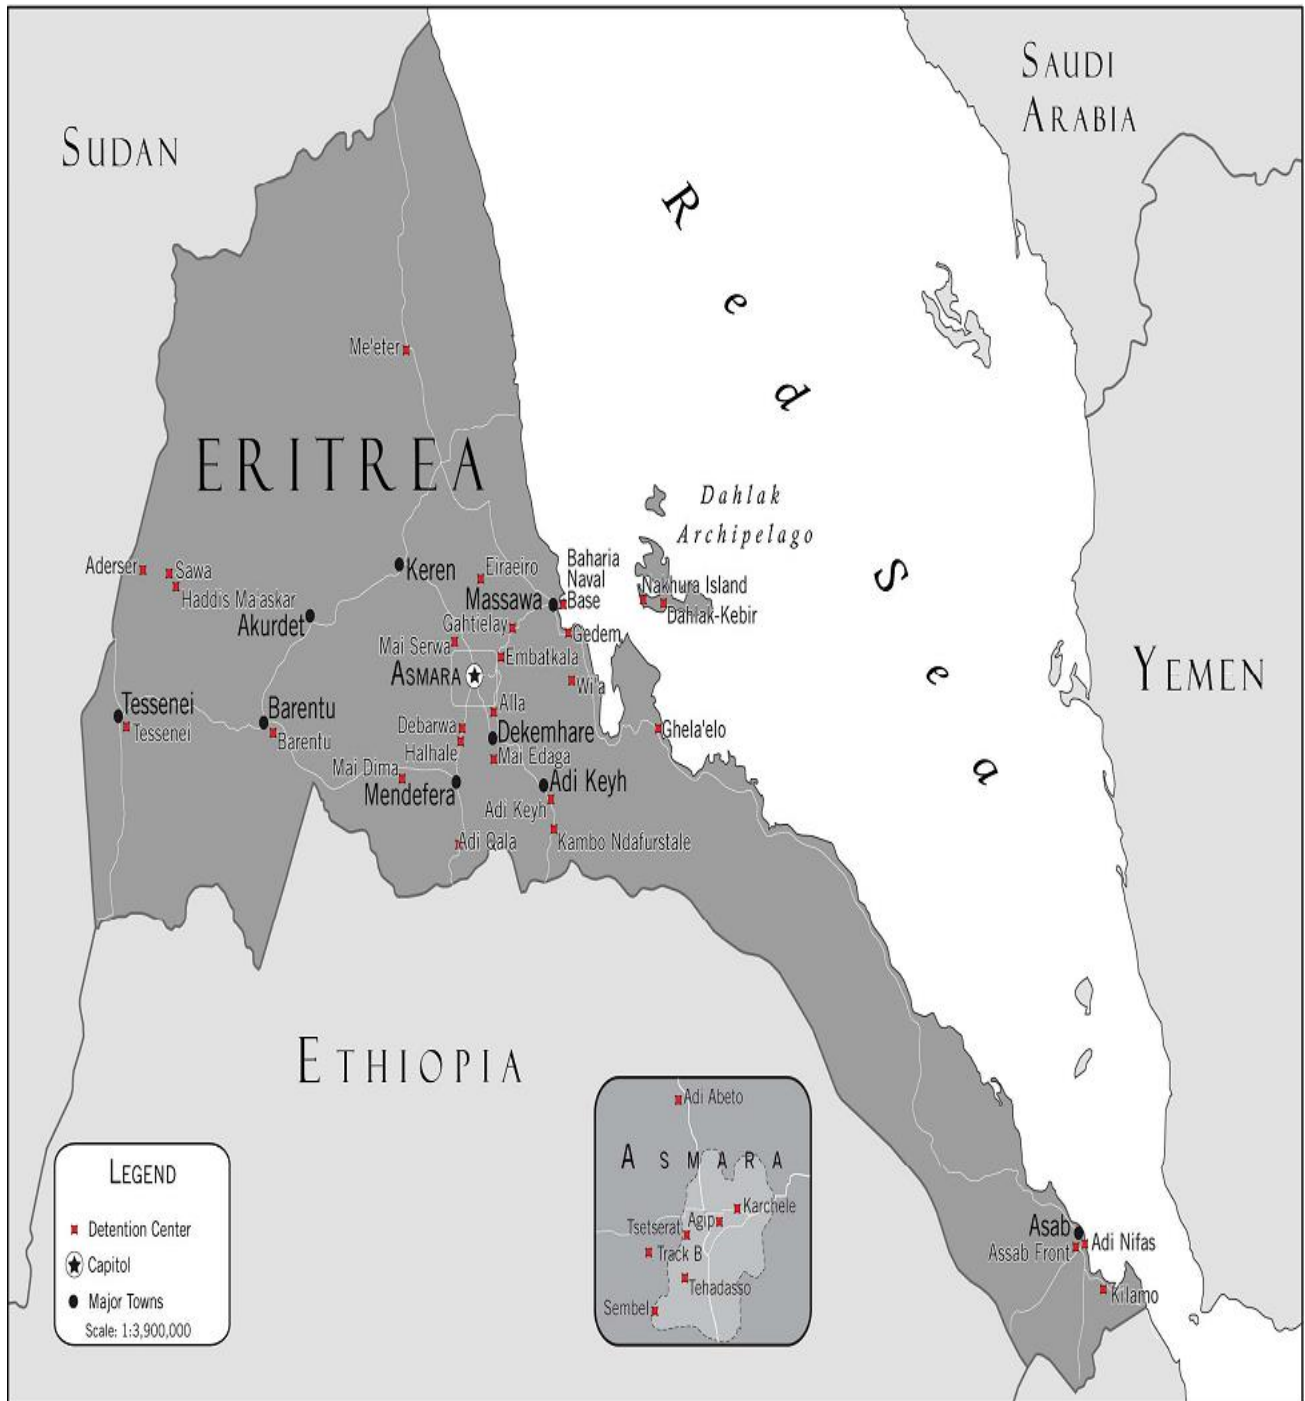 SAUDI
ARABIA
SUDAN
Red Sea
Me'eter
ERITREA
Dahlak
Archipelago
Aderser
Sawa
Haddis Ma'askar
Keren
Eiraeiro
Baharia
Naval
Base
Massawa
Nakhura Island
Dahlak-Kebir
Akurdet
Gahtielay
Gedem
Mai Serwa
Embatkala
ASMARA
YEMEN
Wi'a
Tessenei
Tessenei
Barentu
Barentu
Alla
Debarwa
Dekemhare
Ghela'elo
Halhale
Mai Edaga
Mai Dima
Mendefera
Adi Keyh
Adi Keyh
Adi Qala
Kambo Ndafurstale
ETHIOPIA
Adi Abeto
ASMARA
Karchele
Agip
Tsetserat
Track B
Tehadasso
Sembel
Asab
Assab Front
Adi Nifas
Kilamo
LEGEND
Detention Center
Capitol
Major Towns
Scale: 1:3,900,000